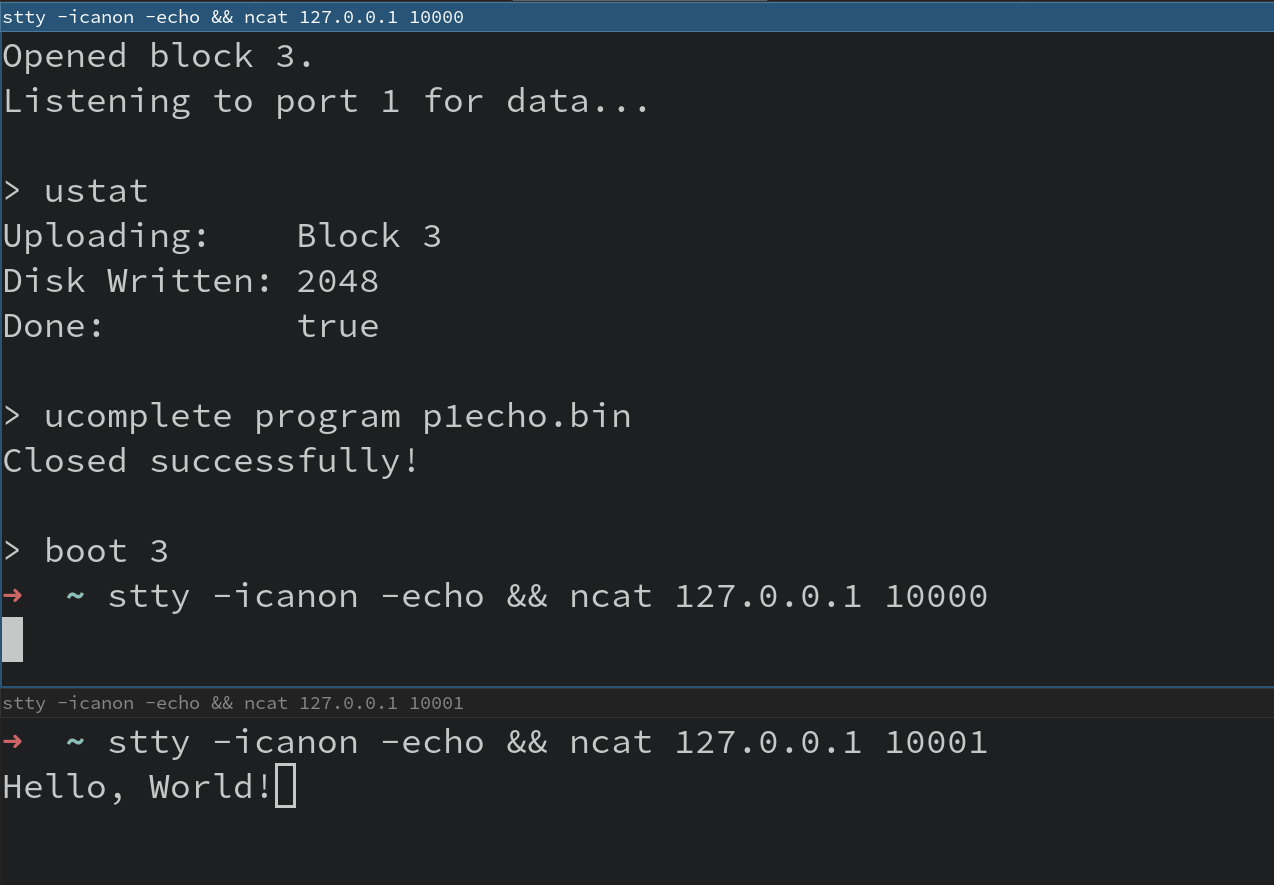 stty -icanon -echo && ncat 127.0.0.1 10000
Opened block 3.
Listening to port 1 for data...
> ustat
Uploading:    Block 3
Disk Written: 2048
Done:         true
> ucomplete program p1echo.bin
Closed successfully!
> boot 3
➜  ~ stty -icanon -echo && ncat 127.0.0.1 10000
stty -icanon -echo && ncat 127.0.0.1 10001
➜  ~ stty -icanon -echo && ncat 127.0.0.1 10001
Hello, World!